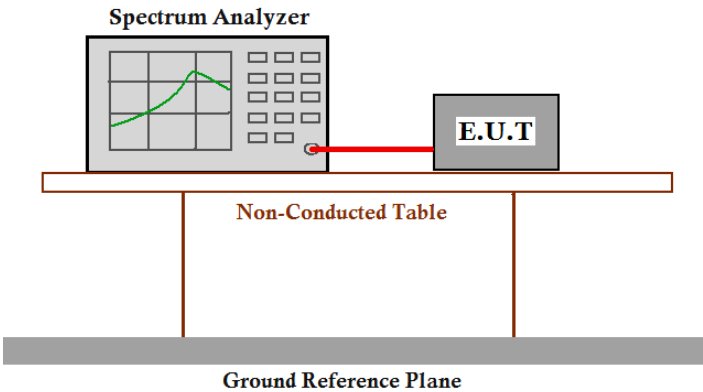 Spectrum Analyzer
E.U.T
Non-Conducted Table
Ground Reference Plane